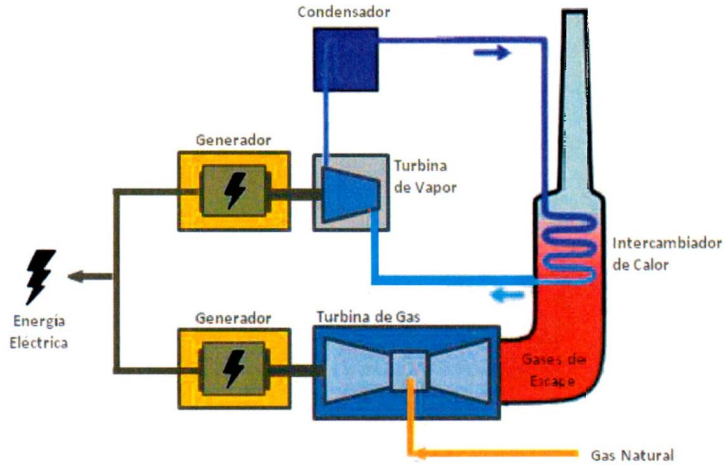 Condensador
Generador
Turbina
de Vapor
Intercambiador
de Calor
Energía
Eléctrica
Generador
Turbina de Gas
Gases de
Escape
Gas Natural